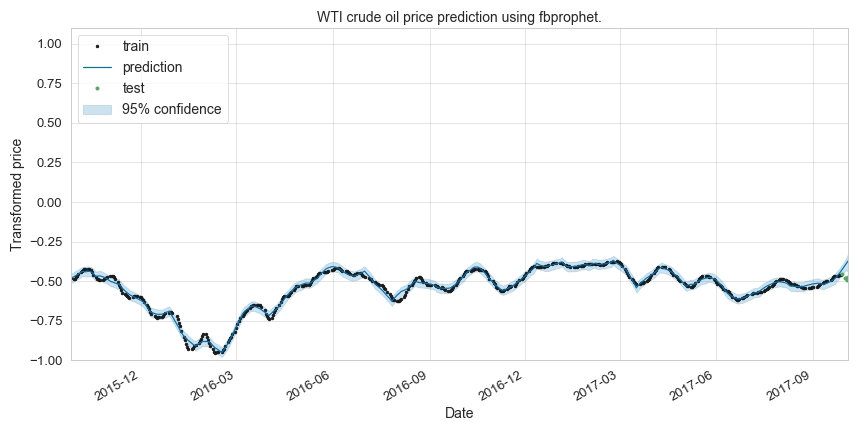 WTI crude oil price prediction using fbprophet.
train
prediction
test
95% confidence
1.00
0.75
0.50
0.25
0.00
−0.25
−0.50
−0.75
−1.00
Transformed price
2015-12
2016-03
2016-06
2016-09
2016-12
2017-03
2017-06
2017-09
Date